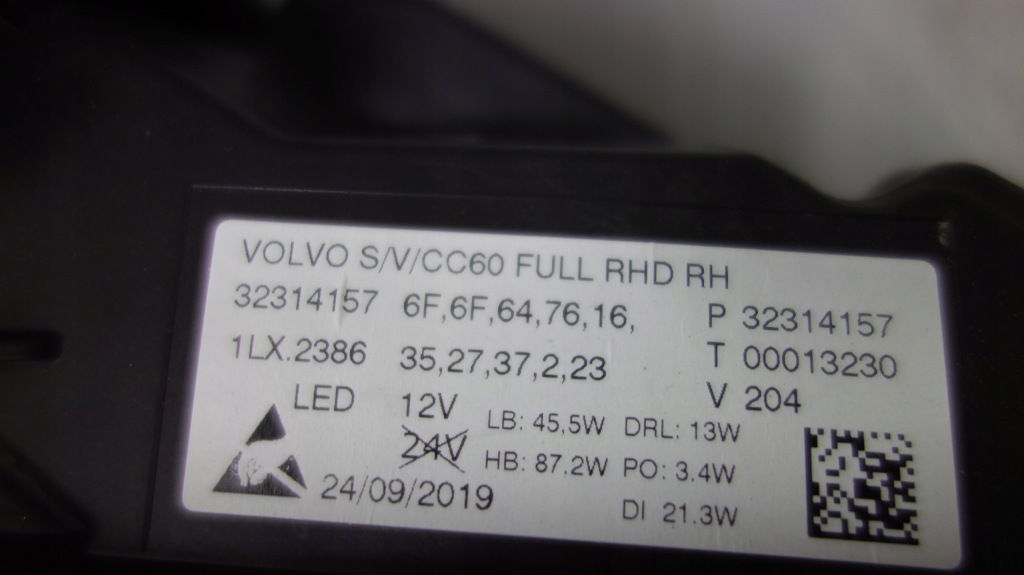 VOLVO S/V/CC60 FULL RHD RH
32314157 6F,6F,64,76,16, P 32314157
1LX.2386 35,27,37,2,23 T 00013230
LED 12V V 204
24V LB: 45,5W DRL: 13W
HB: 87.2W PO: 3.4W
24/09/2019 DI 21.3W